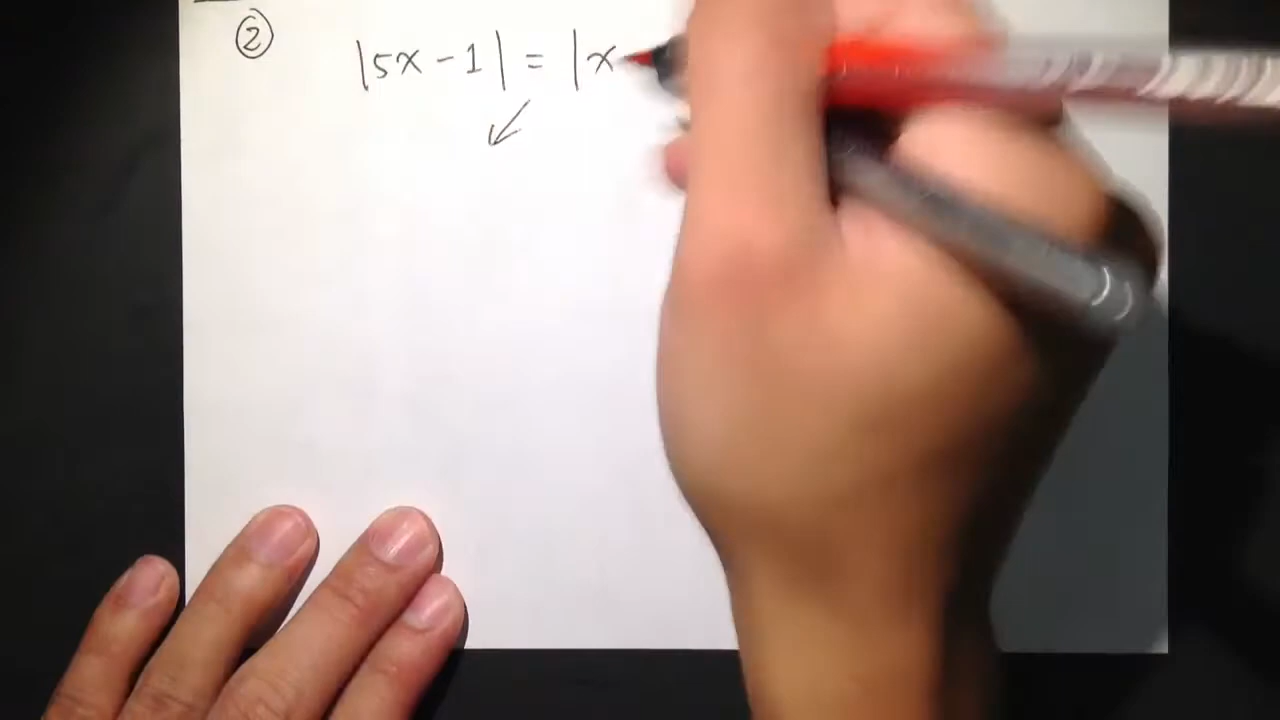 ②
|5x-1| = |x